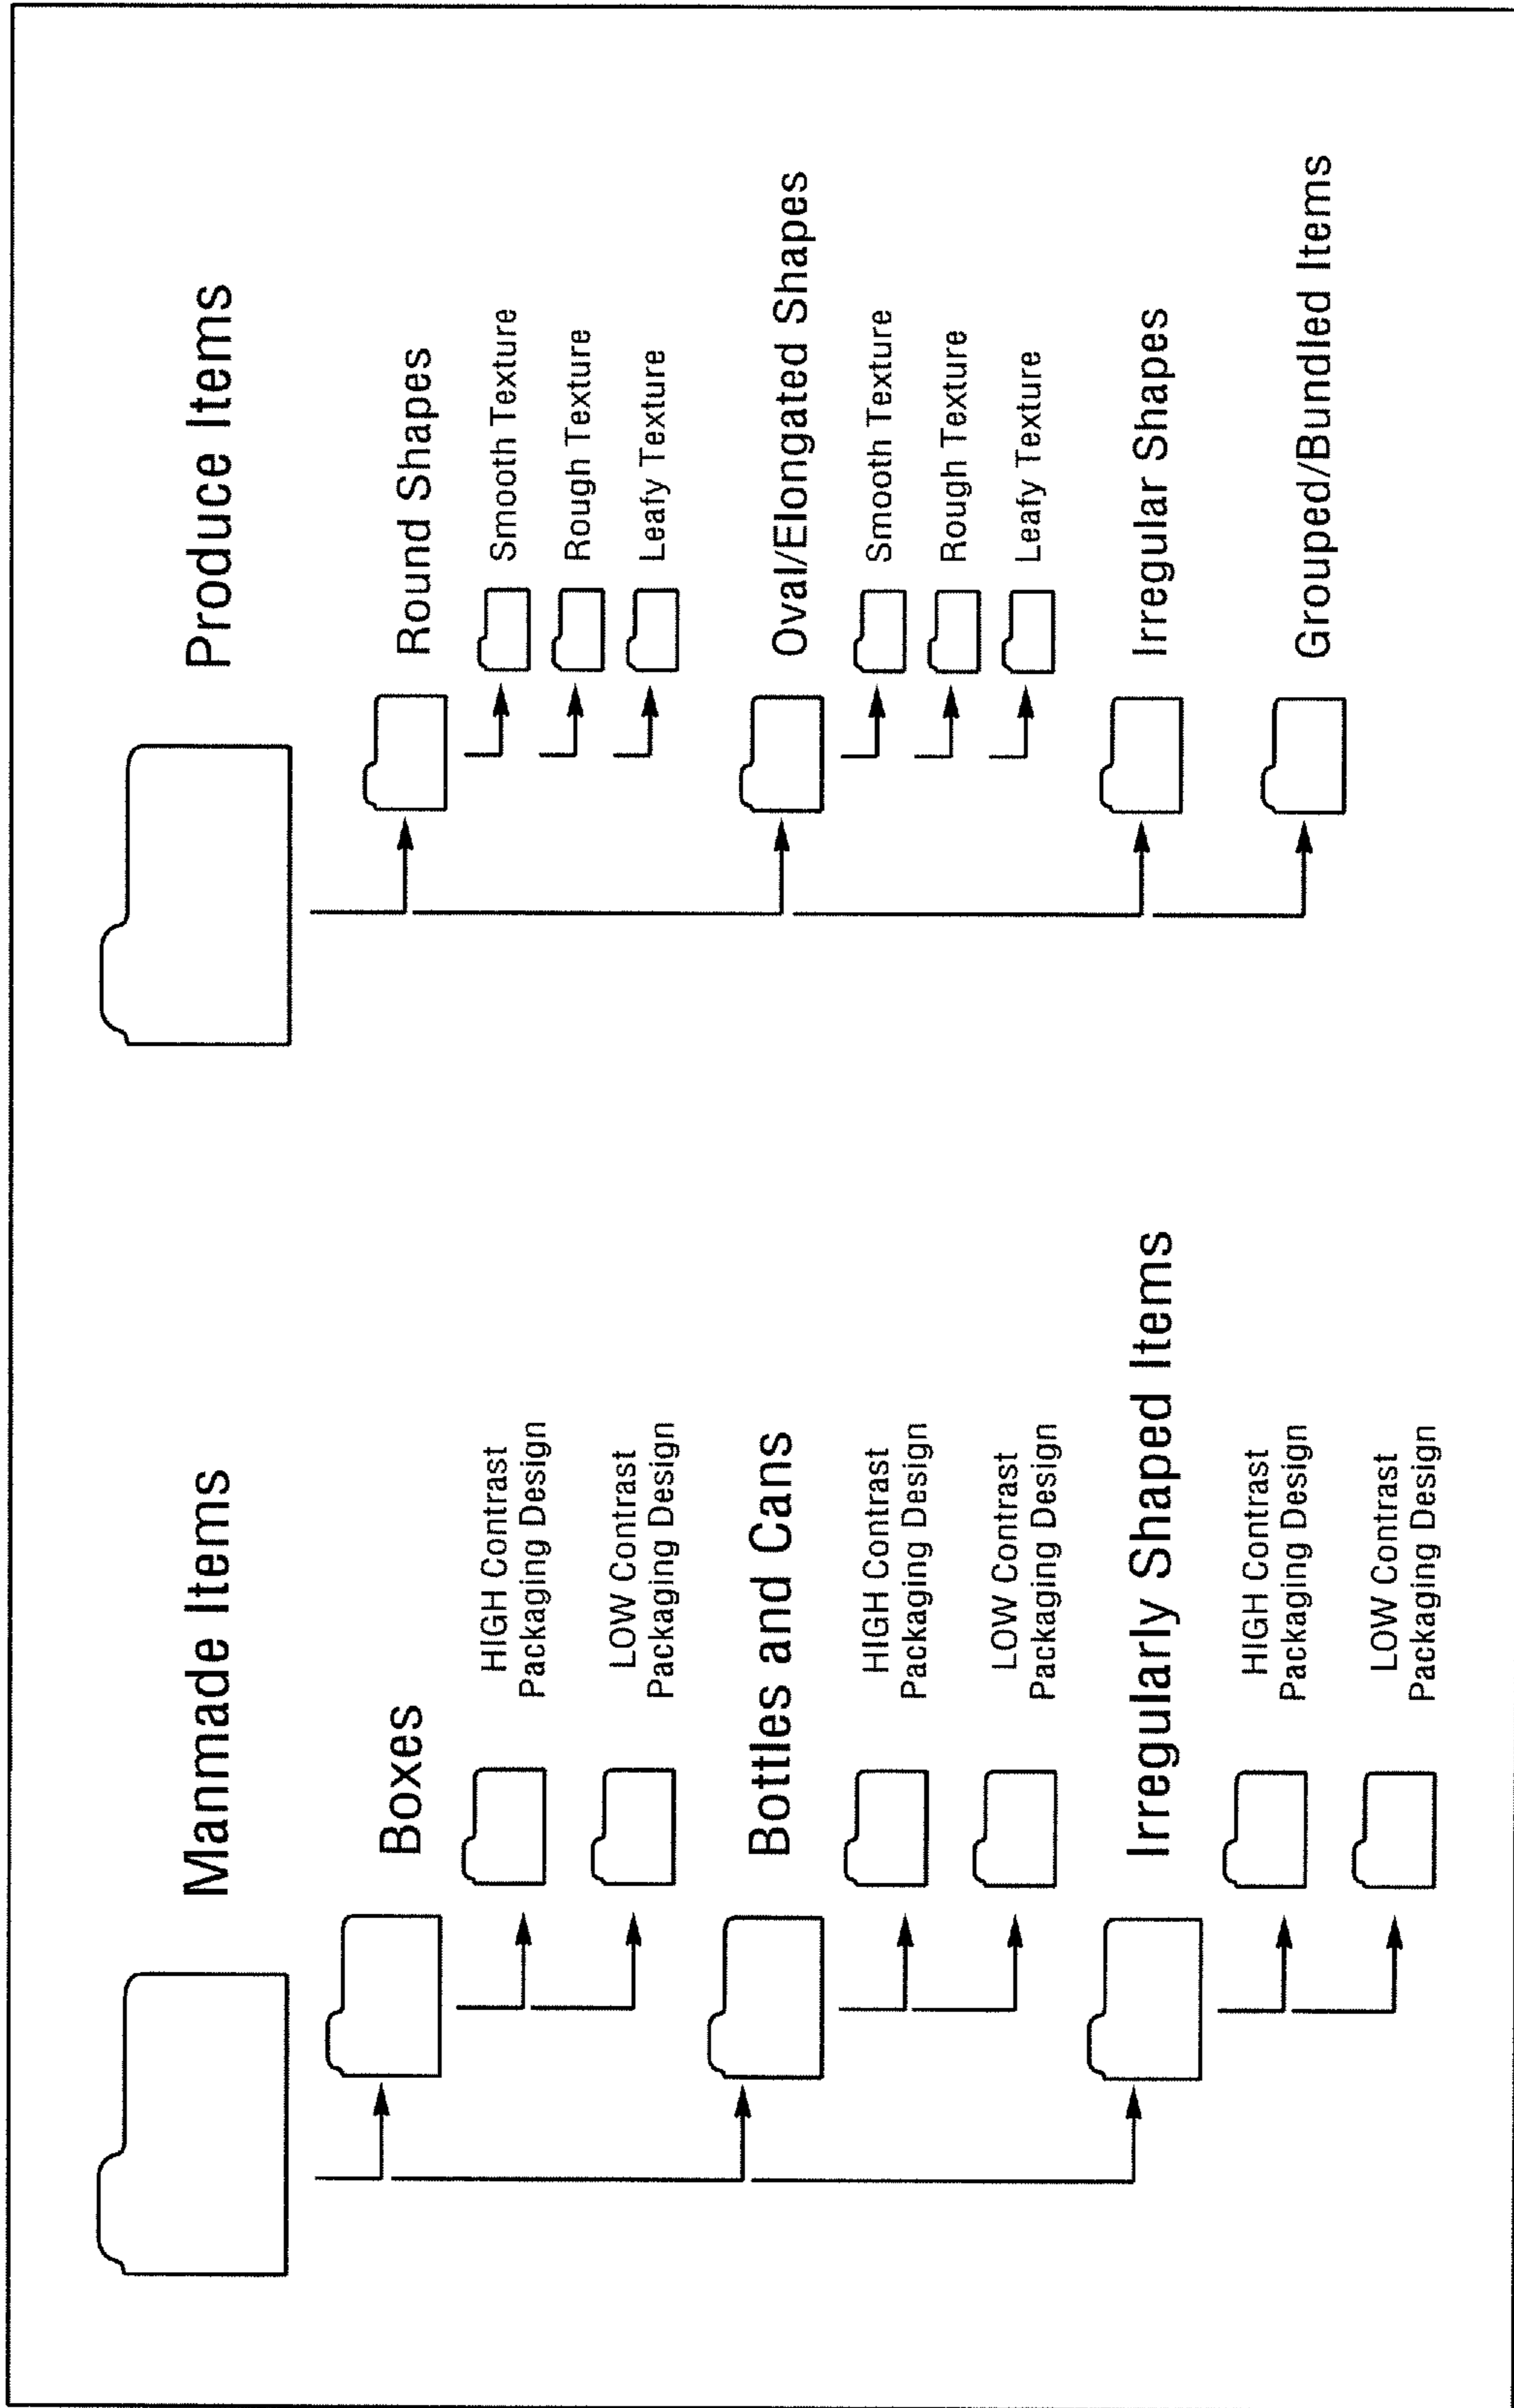 Manmade Items
Boxes
HIGH Contrast
Packaging Design
LOW Contrast
Packaging Design
Bottles and Cans
HIGH Contrast
Packaging Design
LOW Contrast
Packaging Design
Irregularly Shaped Items
HIGH Contrast
Packaging Design
LOW Contrast
Packaging Design
Produce Items
Round Shapes
Smooth Texture
Rough Texture
Leafy Texture
Oval/Elongated Shapes
Smooth Texture
Rough Texture
Leafy Texture
Irregular Shapes
Grouped/Bundled Items